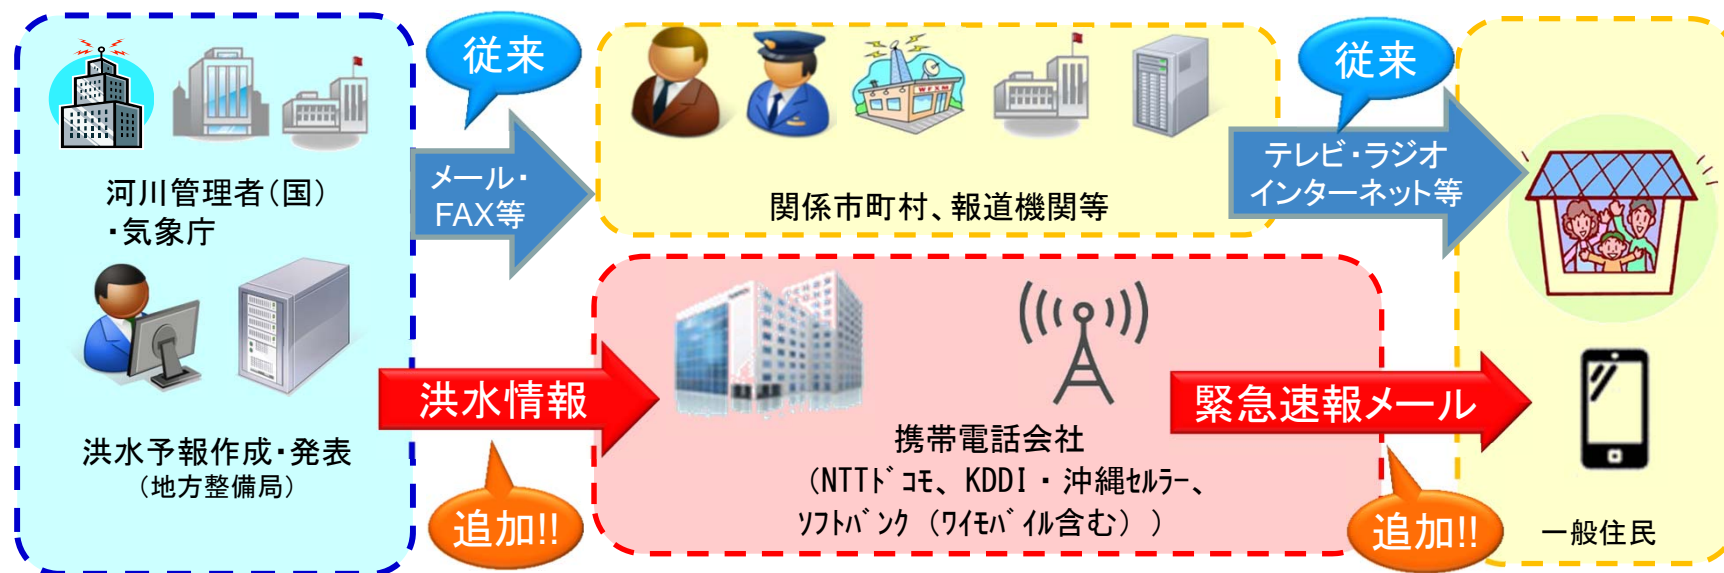 河川管理者（国）
・気象庁
洪水予報作成・発表
（地方整備局）
従来
メール・
FAX等
WFXM
関係市町村、報道機関等
従来
テレビ・ラジオ
インターネット等
洪水情報
追加!!
携帯電話会社
（NTTﾄﾞｺﾓ、KDDI・沖縄ｾﾙﾗｰ、
ｿﾌﾄﾊﾞﾝｸ（ﾜｲﾓﾊﾞｲﾙ含む））
緊急速報メール
追加!!
一般住民